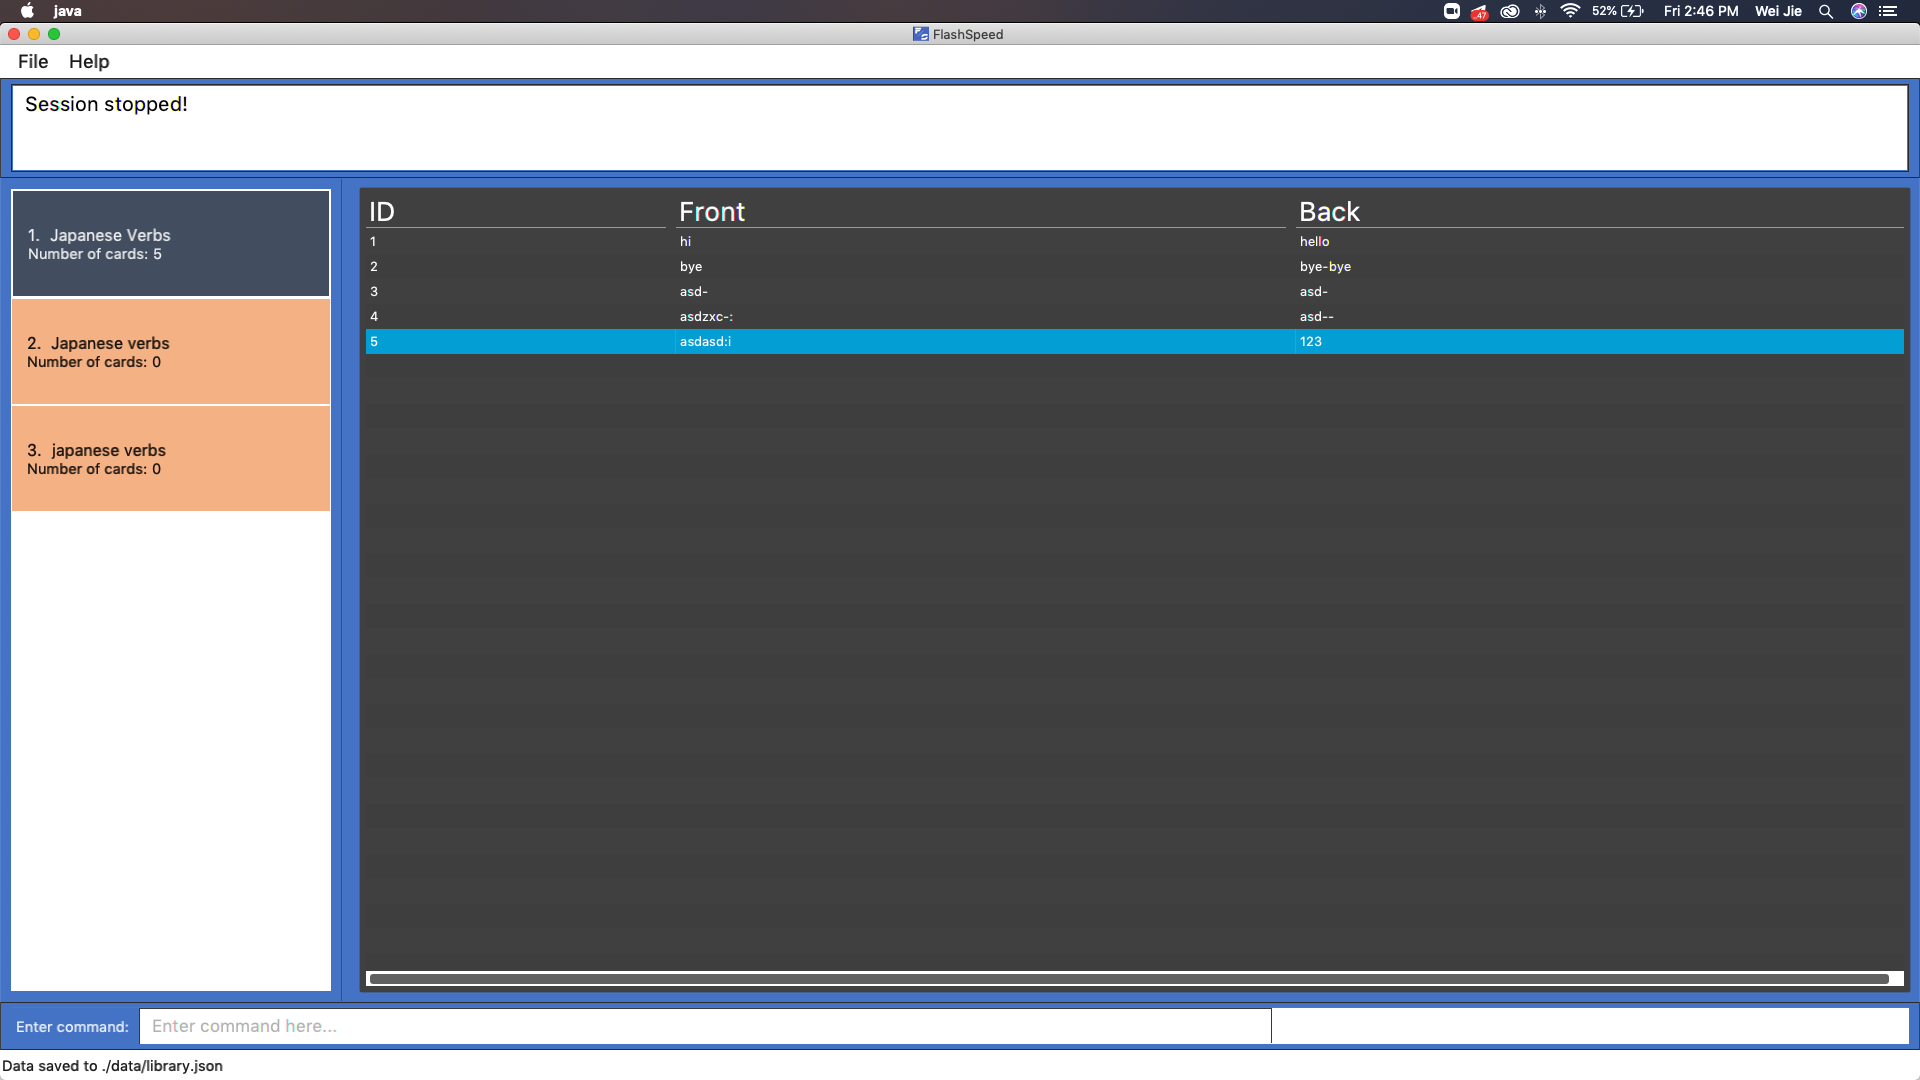 java
47
52%
Fri 2:46 PM
Wei Jie
FlashSpeed
File Help
Session stopped!
1. Japanese Verbs
Number of cards: 5
2. Japanese verbs
Number of cards: 0
3. japanese verbs
Number of cards: 0
ID Front Back
1 hi hello
2 bye bye-bye
3 asd- asd-
4 asdzxc-: asd--
5 asdasd:i 123
Enter command:
Enter command here...
Data saved to ./data/library.json